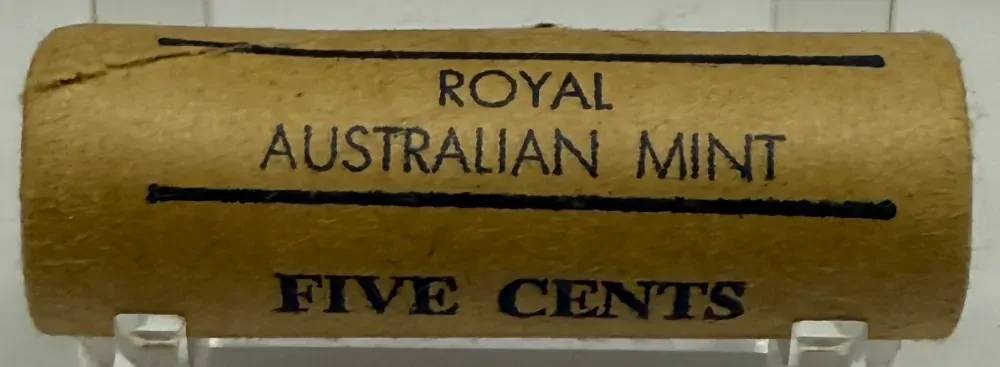 ROYAL
AUSTRALIAN MINT
FIVE CENTS